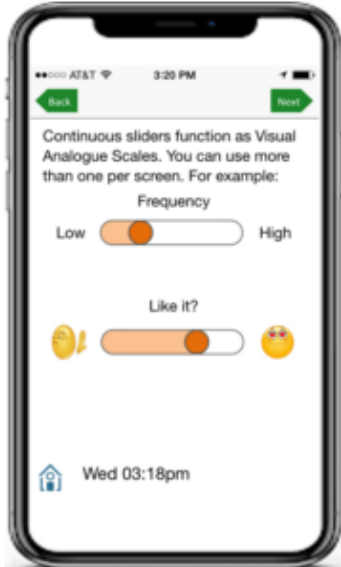 AT&T 3:20 PM
Back Next
Continuous sliders function as Visual
Analogue Scales. You can use more
than one per screen. For example:
Frequency
Low High
Like it?
Wed 03:18pm